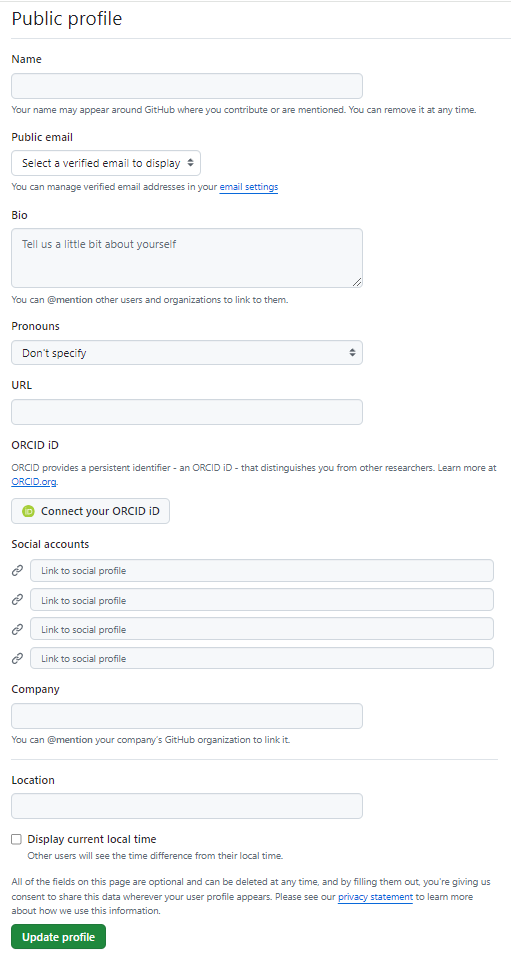 Public profile
Name
Your name may appear around GitHub where you contribute or are mentioned. You can remove it at any time.
Public email
Select a verified email to display
You can manage verified email addresses in your email settings
Bio
Tell us a little bit about yourself
You can @mention other users and organizations to link to them.
Pronouns
Don't specify
URL
ORCID iD
ORCID provides a persistent identifier - an ORCID iD - that distinguishes you from other researchers. Learn more at
ORCID.org.
iD Connect your ORCID iD
Social accounts
Link to social profile
Link to social profile
Link to social profile
Link to social profile
Company
You can @mention your company's GitHub organization to link it.
Location
Display current local time
Other users will see the time difference from their local time.
All of the fields on this page are optional and can be deleted at any time, and by filling them out, you're giving us
consent to share this data wherever your user profile appears. Please see our privacy statement to learn more
about how we use this information.
Update profile